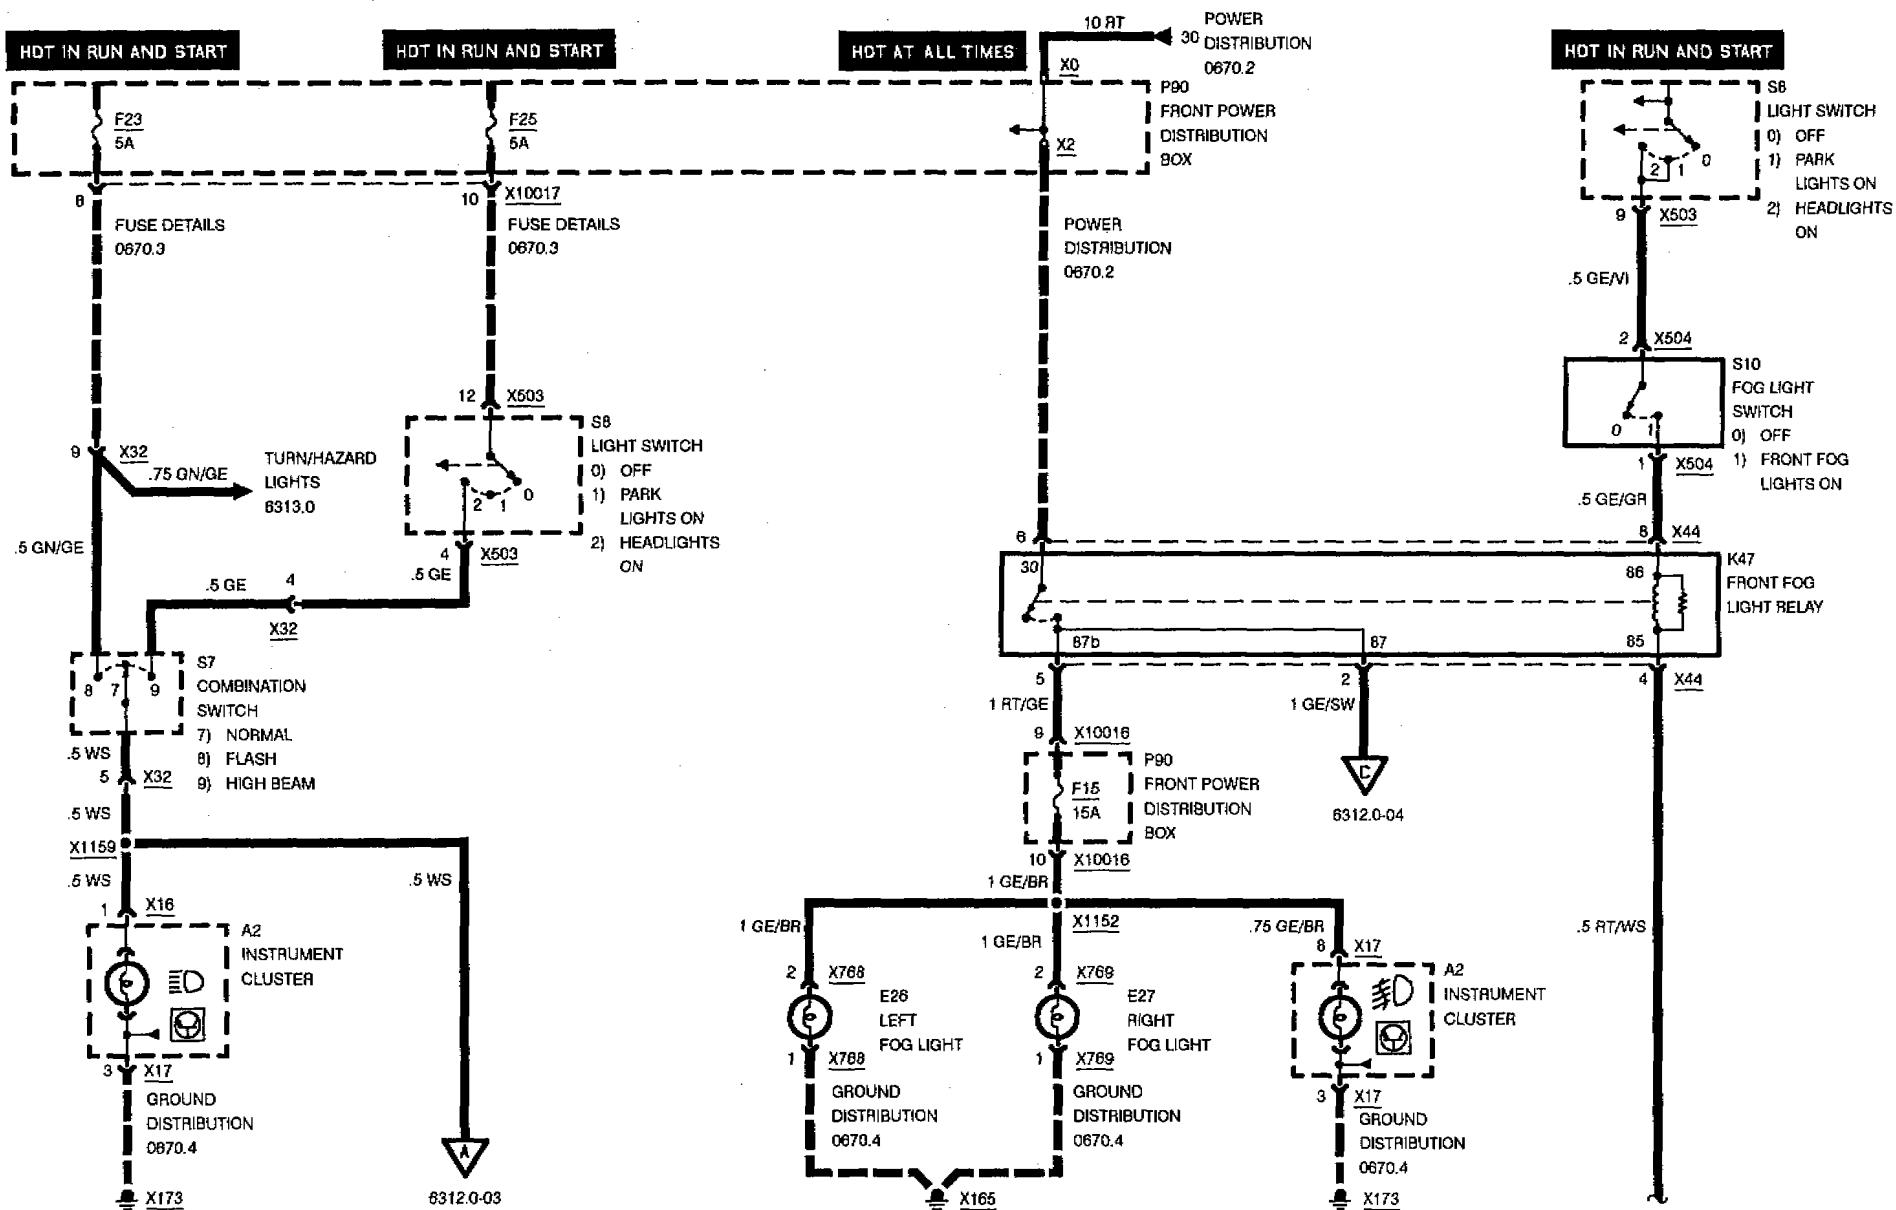 HOT IN RUN AND START
HOT IN RUN AND START
HOT AT ALL TIMES
10 RT
30
POWER
DISTRIBUTION
0670.2
HOT IN RUN AND START
X0
F23
5A
F25
5A
X2
P90
FRONT POWER
DISTRIBUTION
BOX
8
10
X10017
FUSE DETAILS
0670.3
FUSE DETAILS
0670.3
POWER
DISTRIBUTION
0670.2
S8
LIGHT SWITCH
0) OFF
1) PARK
LIGHTS ON
2) HEADLIGHTS
ON
2
1
0
9
X503
.5 GE/VI
2
X504
S10
FOG LIGHT
SWITCH
0) OFF
1) FRONT FOG
LIGHTS ON
0
1
1
X504
.5 GE/GR
8
X44
9
X32
.75 GN/GE
TURN/HAZARD
LIGHTS
6313.0
12
X503
S8
LIGHT SWITCH
0) OFF
1) PARK
LIGHTS ON
2) HEADLIGHTS
ON
2
1
0
4
X503
.5 GE
.5 GN/GE
.5 GE
4
X32
6
30
86
K47
FRONT FOG
LIGHT RELAY
87b
87
85
5
2
4
X44
1 RT/GE
1 GE/SW
S7
COMBINATION
SWITCH
7) NORMAL
8) FLASH
9) HIGH BEAM
8
7
9
.5 WS
5
X32
.5 WS
X1159
.5 WS
.5 WS
1
X16
A2
INSTRUMENT
CLUSTER
3
X17
GROUND
DISTRIBUTION
0670.4
X173
A
6312.0-03
9
X10016
P90
FRONT POWER
DISTRIBUTION
BOX
F15
15A
C
6312.0-04
10
X10016
1 GE/BR
X1152
1 GE/BR
1 GE/BR
.75 GE/BR
.5 RT/WS
2
X768
E26
LEFT
FOG LIGHT
1
X768
GROUND
DISTRIBUTION
0670.4
2
X769
E27
RIGHT
FOG LIGHT
1
X769
GROUND
DISTRIBUTION
0670.4
X165
8
X17
A2
INSTRUMENT
CLUSTER
3
X17
GROUND
DISTRIBUTION
0670.4
X173